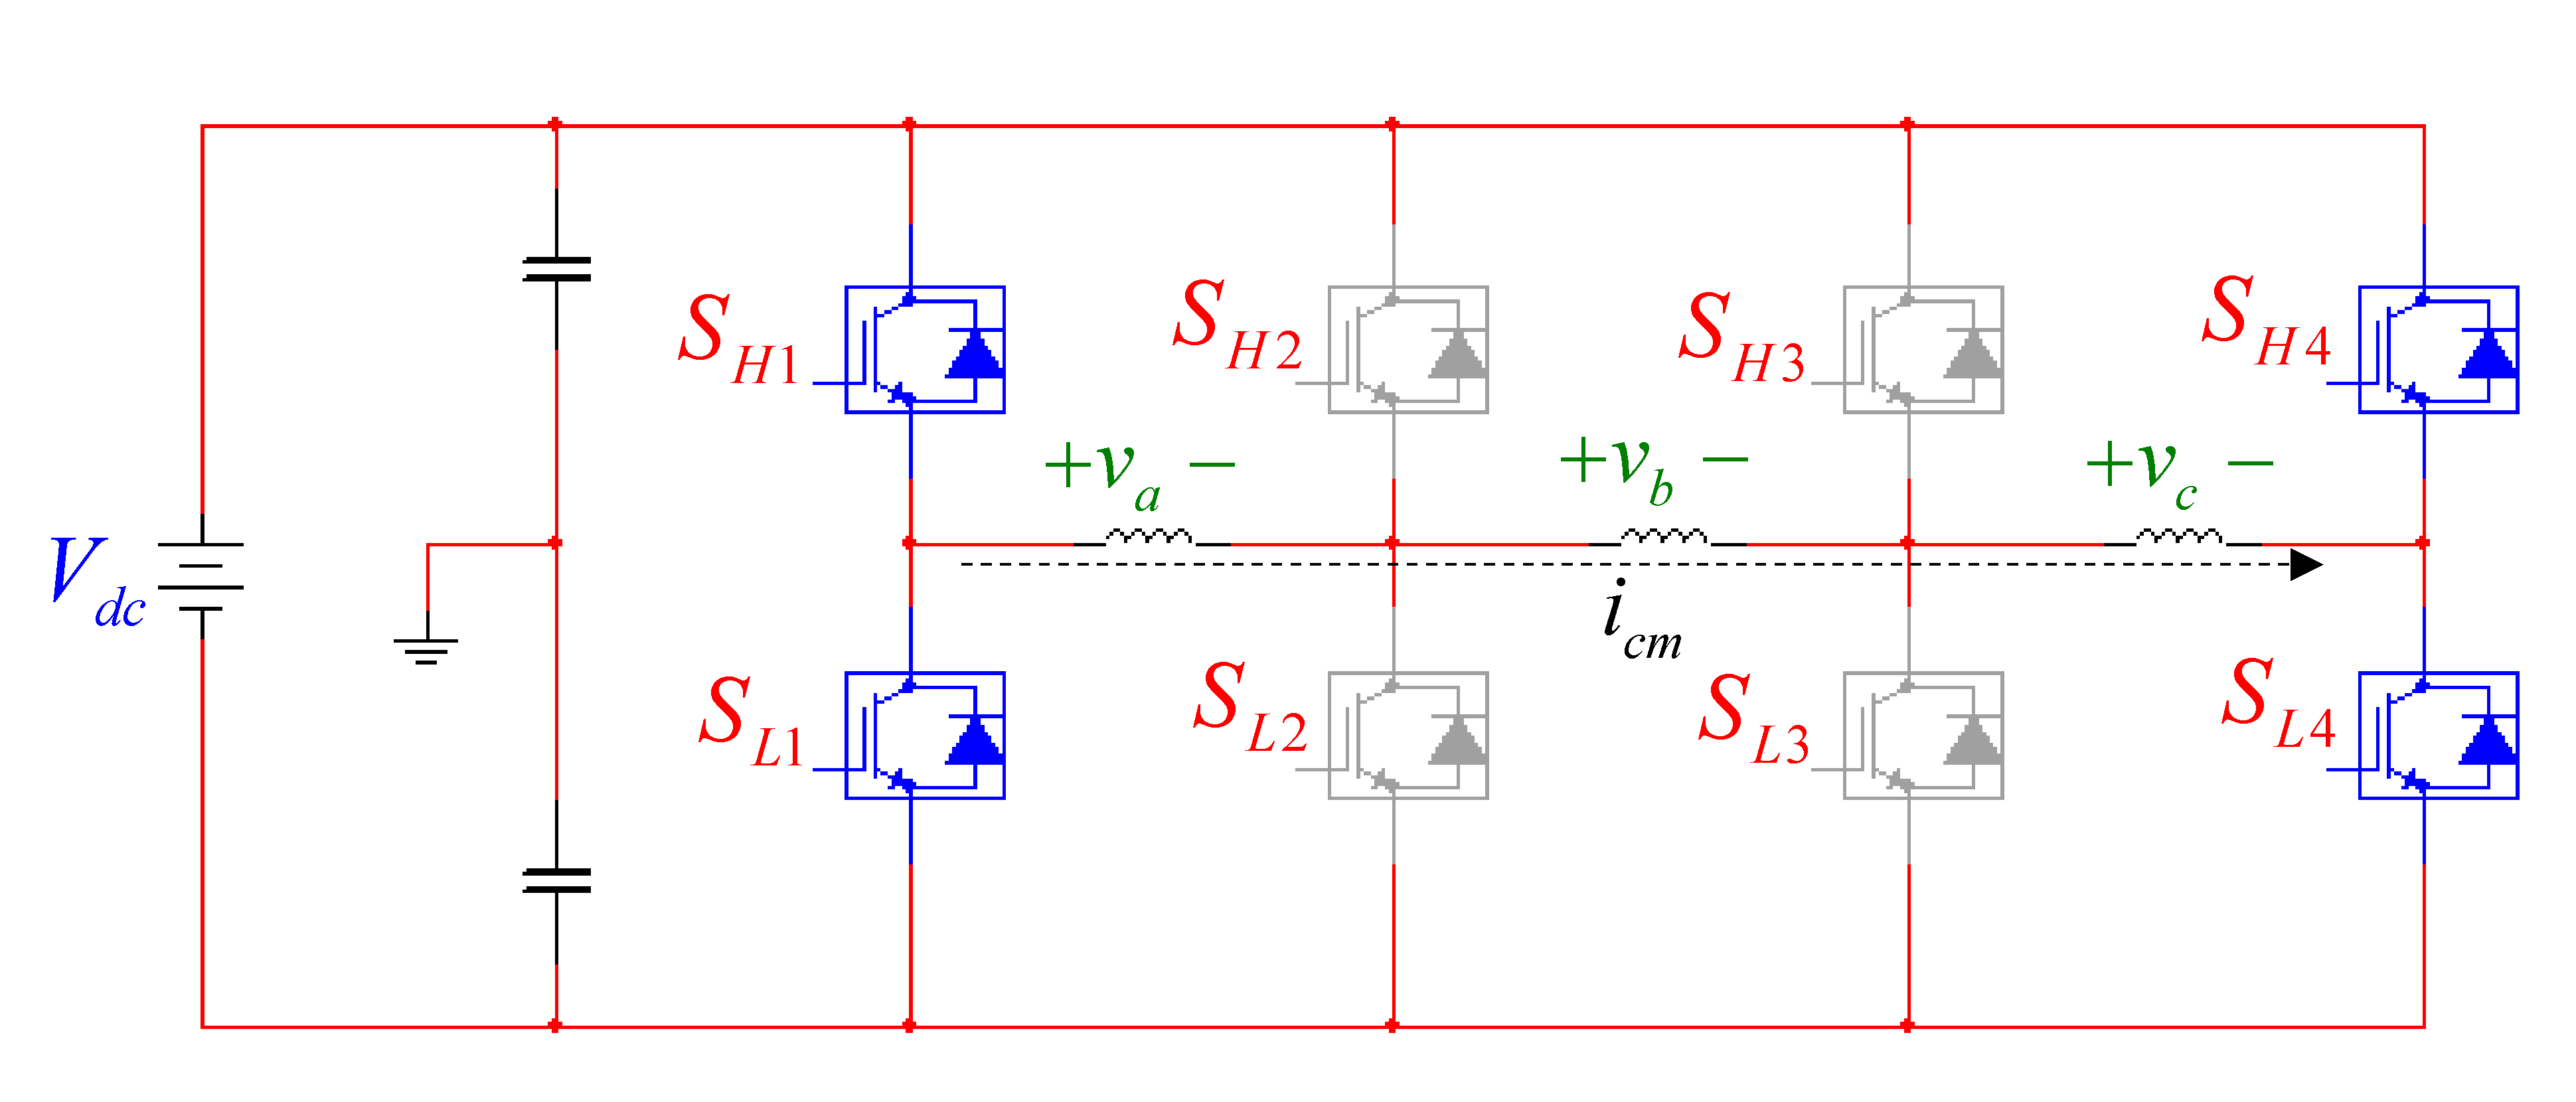 S_H1
S_H2
S_H3
S_H4
+v_a −
+v_b −
+v_c −
V_dc
i_cm
S_L1
S_L2
S_L3
S_L4